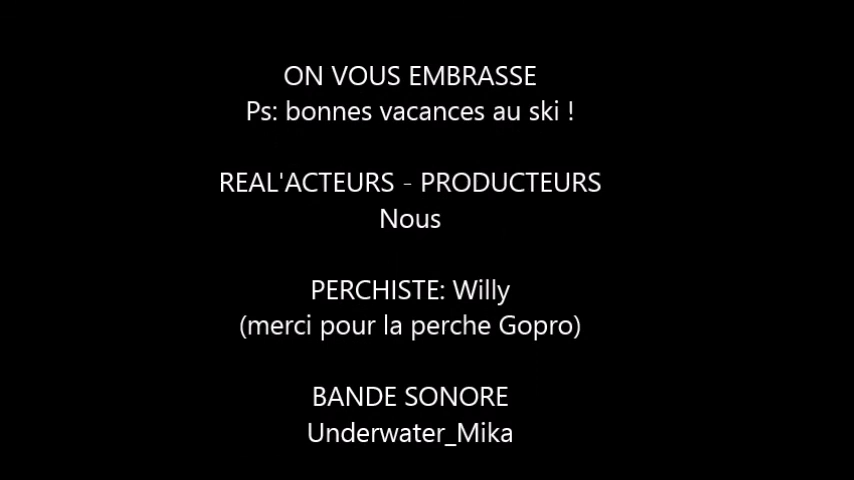 ON VOUS EMBRASSE
Ps: bonnes vacances au ski !
REAL'ACTEURS - PRODUCTEURS
Nous
PERCHISTE: Willy
(merci pour la perche Gopro)
BANDE SONORE
Underwater_Mika